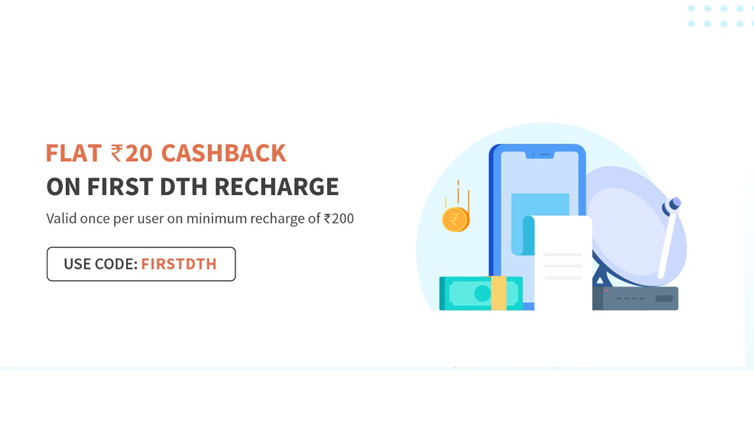 FLAT ₹20 CASHBACK
ON FIRST DTH RECHARGE
Valid once per user on minimum recharge of ₹200
USE CODE: FIRSTDTH